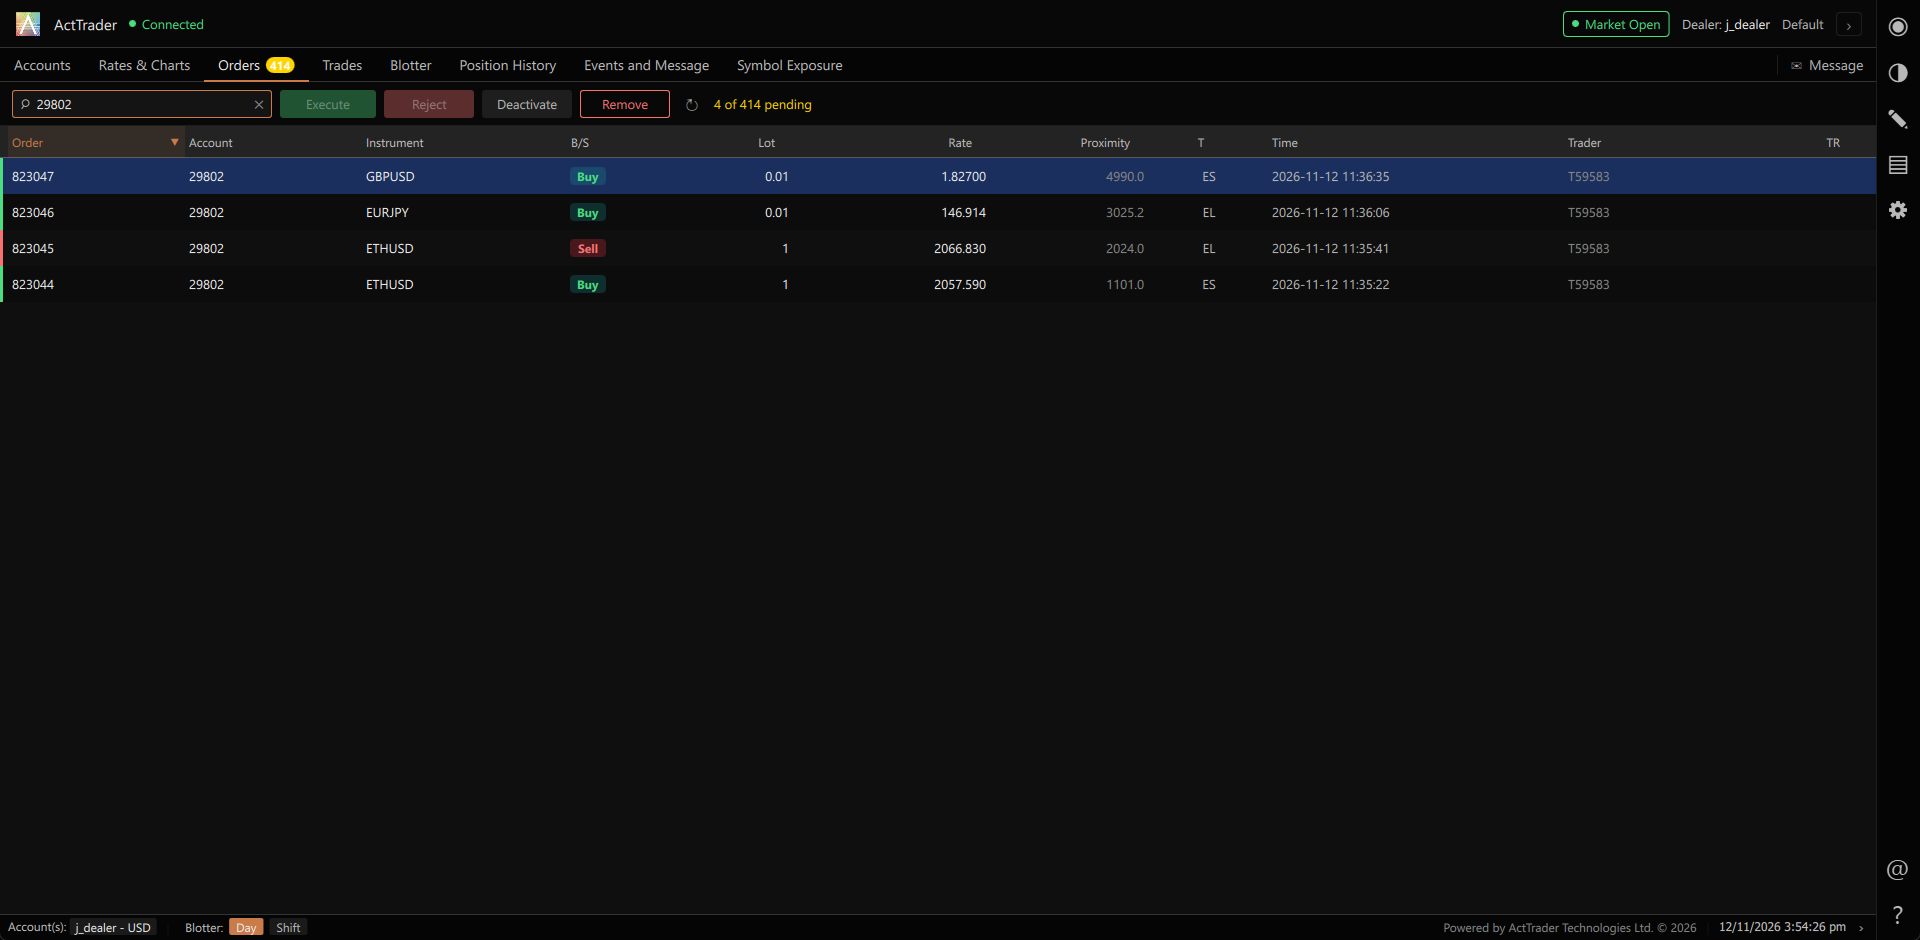 ActTrader Connected Market Open Dealer: j_dealer Default
Accounts Rates & Charts Orders 414 Trades Blotter Position History Events and Message Symbol Exposure Message
29802 Execute Reject Deactivate Remove 4 of 414 pending
Order Account Instrument B/S Lot Rate Proximity T Time Trader TR
823047 29802 GBPUSD Buy 0.01 1.82700 4990.0 ES 2026-11-12 11:36:35 T59583
823046 29802 EURJPY Buy 0.01 146.914 3025.2 EL 2026-11-12 11:36:06 T59583
823045 29802 ETHUSD Sell 1 2066.830 2024.0 EL 2026-11-12 11:35:41 T59583
823044 29802 ETHUSD Buy 1 2057.590 1101.0 ES 2026-11-12 11:35:22 T59583
Account(s): j_dealer - USD Blotter: Day Shift Powered by ActTrader Technologies Ltd. © 2026 12/11/2026 3:54:26 pm